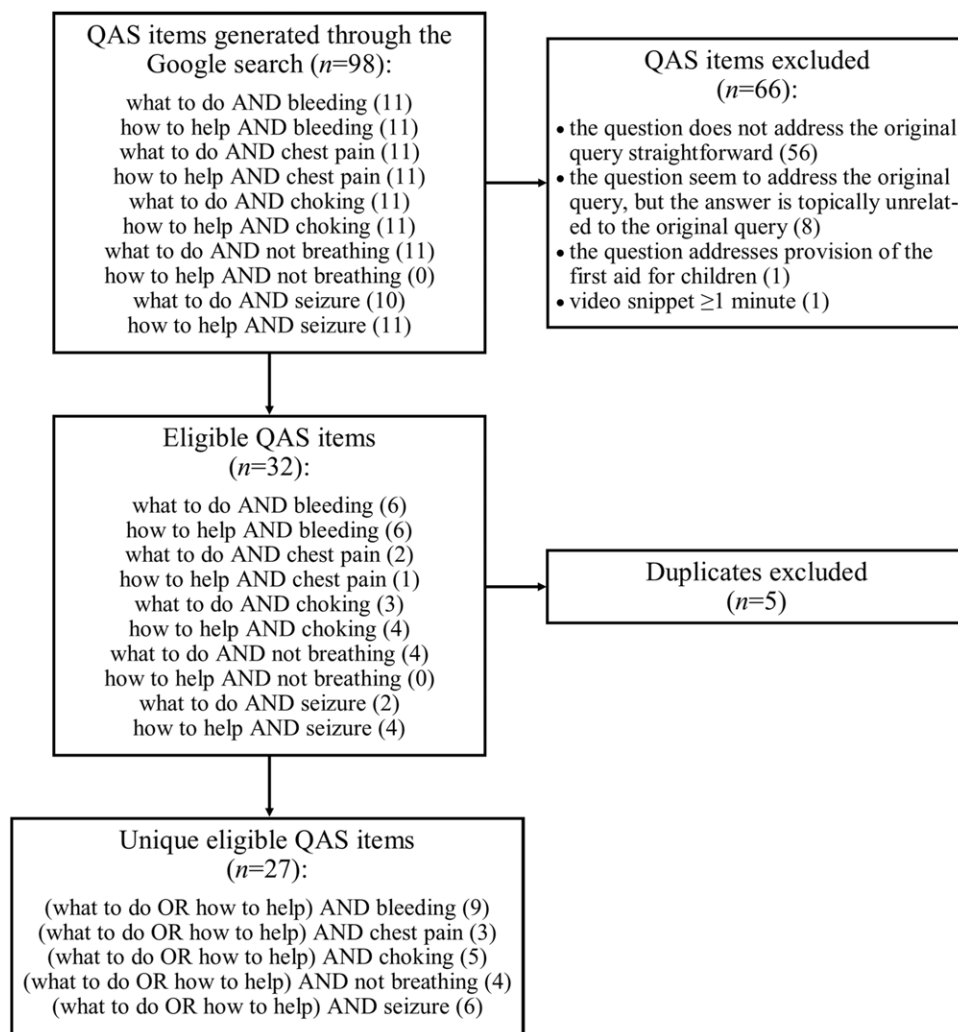 QAS items generated through the
Google search (n=98):
what to do AND bleeding (11)
how to help AND bleeding (11)
what to do AND chest pain (11)
how to help AND chest pain (11)
what to do AND choking (11)
how to help AND choking (11)
what to do AND not breathing (11)
how to help AND not breathing (0)
what to do AND seizure (10)
how to help AND seizure (11)
QAS items excluded
(n=66):
• the question does not address the original
query straightforward (56)
• the question seem to address the original
query, but the answer is topically unrelat-
ed to the original query (8)
• the question addresses provision of the
first aid for children (1)
• video snippet ≥1 minute (1)
Eligible QAS items
(n=32):
what to do AND bleeding (6)
how to help AND bleeding (6)
what to do AND chest pain (2)
how to help AND chest pain (1)
what to do AND choking (3)
how to help AND choking (4)
what to do AND not breathing (4)
how to help AND not breathing (0)
what to do AND seizure (2)
how to help AND seizure (4)
Duplicates excluded
(n=5)
Unique eligible QAS items
(n=27):
(what to do OR how to help) AND bleeding (9)
(what to do OR how to help) AND chest pain (3)
(what to do OR how to help) AND choking (5)
(what to do OR how to help) AND not breathing (4)
(what to do OR how to help) AND seizure (6)